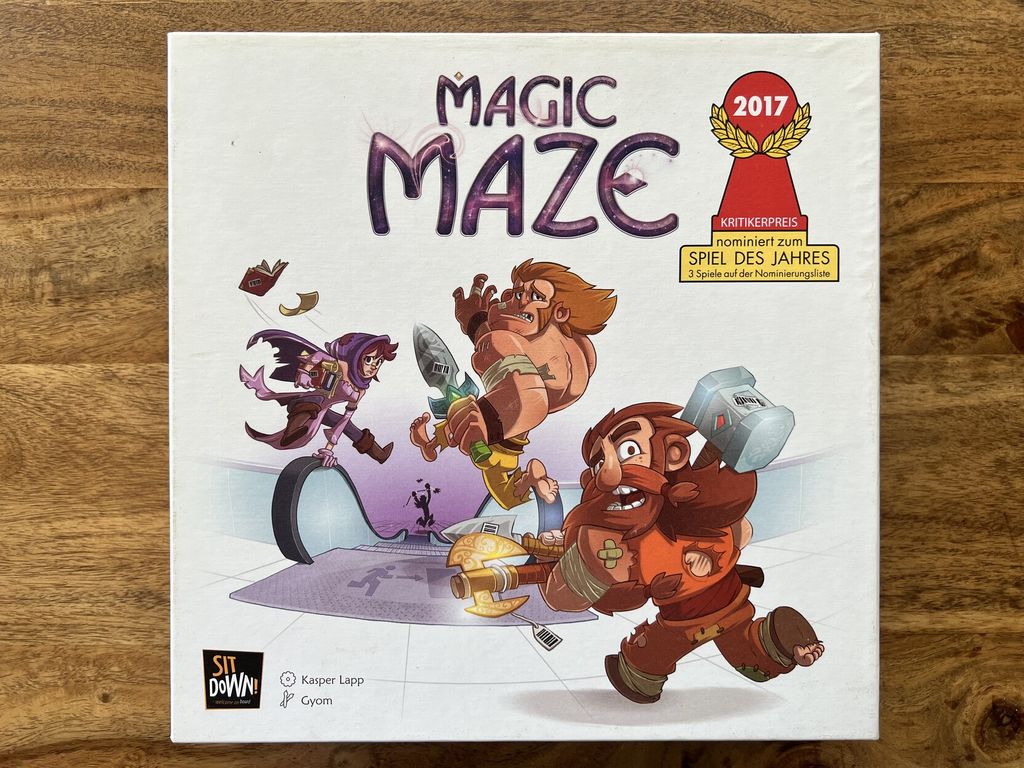 MAGIC
MAZE
2017
KRITIKERPREIS
nominiert zum
SPIEL DES JAHRES
3 Spiele auf der Nominierungsliste
SIT
DOWN!
Kasper Lapp
Gyom